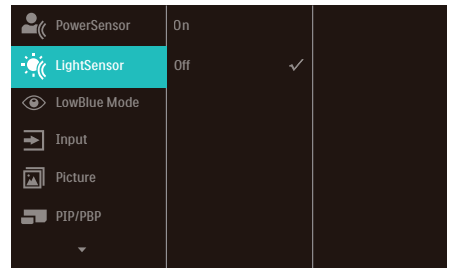 PowerSensor
On
LightSensor
Off
LowBlue Mode
Input
Picture
PIP/PBP